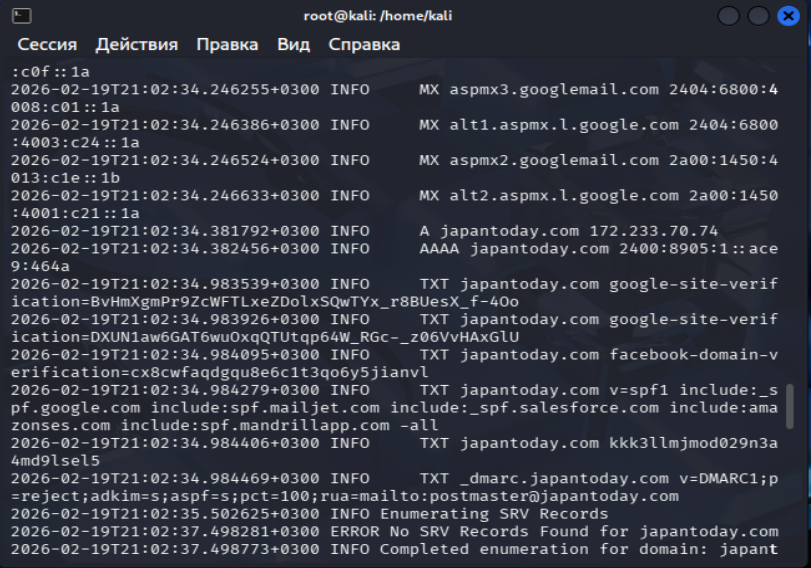 root@kali: /home/kali
Сессия Действия Правка Вид Справка
:c0f::1a
2026-02-19T21:02:34.246255+0300 INFO MX aspmx3.googlemail.com 2404:6800:4
008:c01::1a
2026-02-19T21:02:34.246386+0300 INFO MX alt1.aspmx.l.google.com 2404:6800
:4003:c24::1a
2026-02-19T21:02:34.246524+0300 INFO MX aspmx2.googlemail.com 2a00:1450:4
013:c1e::1b
2026-02-19T21:02:34.246633+0300 INFO MX alt2.aspmx.l.google.com 2a00:1450
:4001:c21::1a
2026-02-19T21:02:34.381792+0300 INFO A japantoday.com 172.233.70.74
2026-02-19T21:02:34.382456+0300 INFO AAAA japantoday.com 2400:8905:1::ace
9:464a
2026-02-19T21:02:34.983539+0300 INFO TXT japantoday.com google-site-verif
ication=BvHmXgmPr9ZcWFTLxeZDolxSQwTYx_r8BUesX_f-4Oo
2026-02-19T21:02:34.983926+0300 INFO TXT japantoday.com google-site-verif
ication=DXUN1aw6GAT6wuOxqQTUtqp64W_RGc-_z06VvHAxGlU
2026-02-19T21:02:34.984095+0300 INFO TXT japantoday.com facebook-domain-v
erification=cx8cwfaqdgqu8e6c1t3qo6y5jianvl
2026-02-19T21:02:34.984279+0300 INFO TXT japantoday.com v=spf1 include:_s
pf.google.com include:spf.mailjet.com include:_spf.salesforce.com include:ama
zonses.com include:spf.mandrillapp.com -all
2026-02-19T21:02:34.984406+0300 INFO TXT japantoday.com kkk3llmjmod029n3a
4md9lsel5
2026-02-19T21:02:34.984469+0300 INFO TXT _dmarc.japantoday.com v=DMARC1;p
=reject;adkim=s;aspf=s;pct=100;rua=mailto:postmaster@japantoday.com
2026-02-19T21:02:35.502625+0300 INFO Enumerating SRV Records
2026-02-19T21:02:37.498281+0300 ERROR No SRV Records Found for japantoday.com
2026-02-19T21:02:37.498773+0300 INFO Completed enumeration for domain: japant